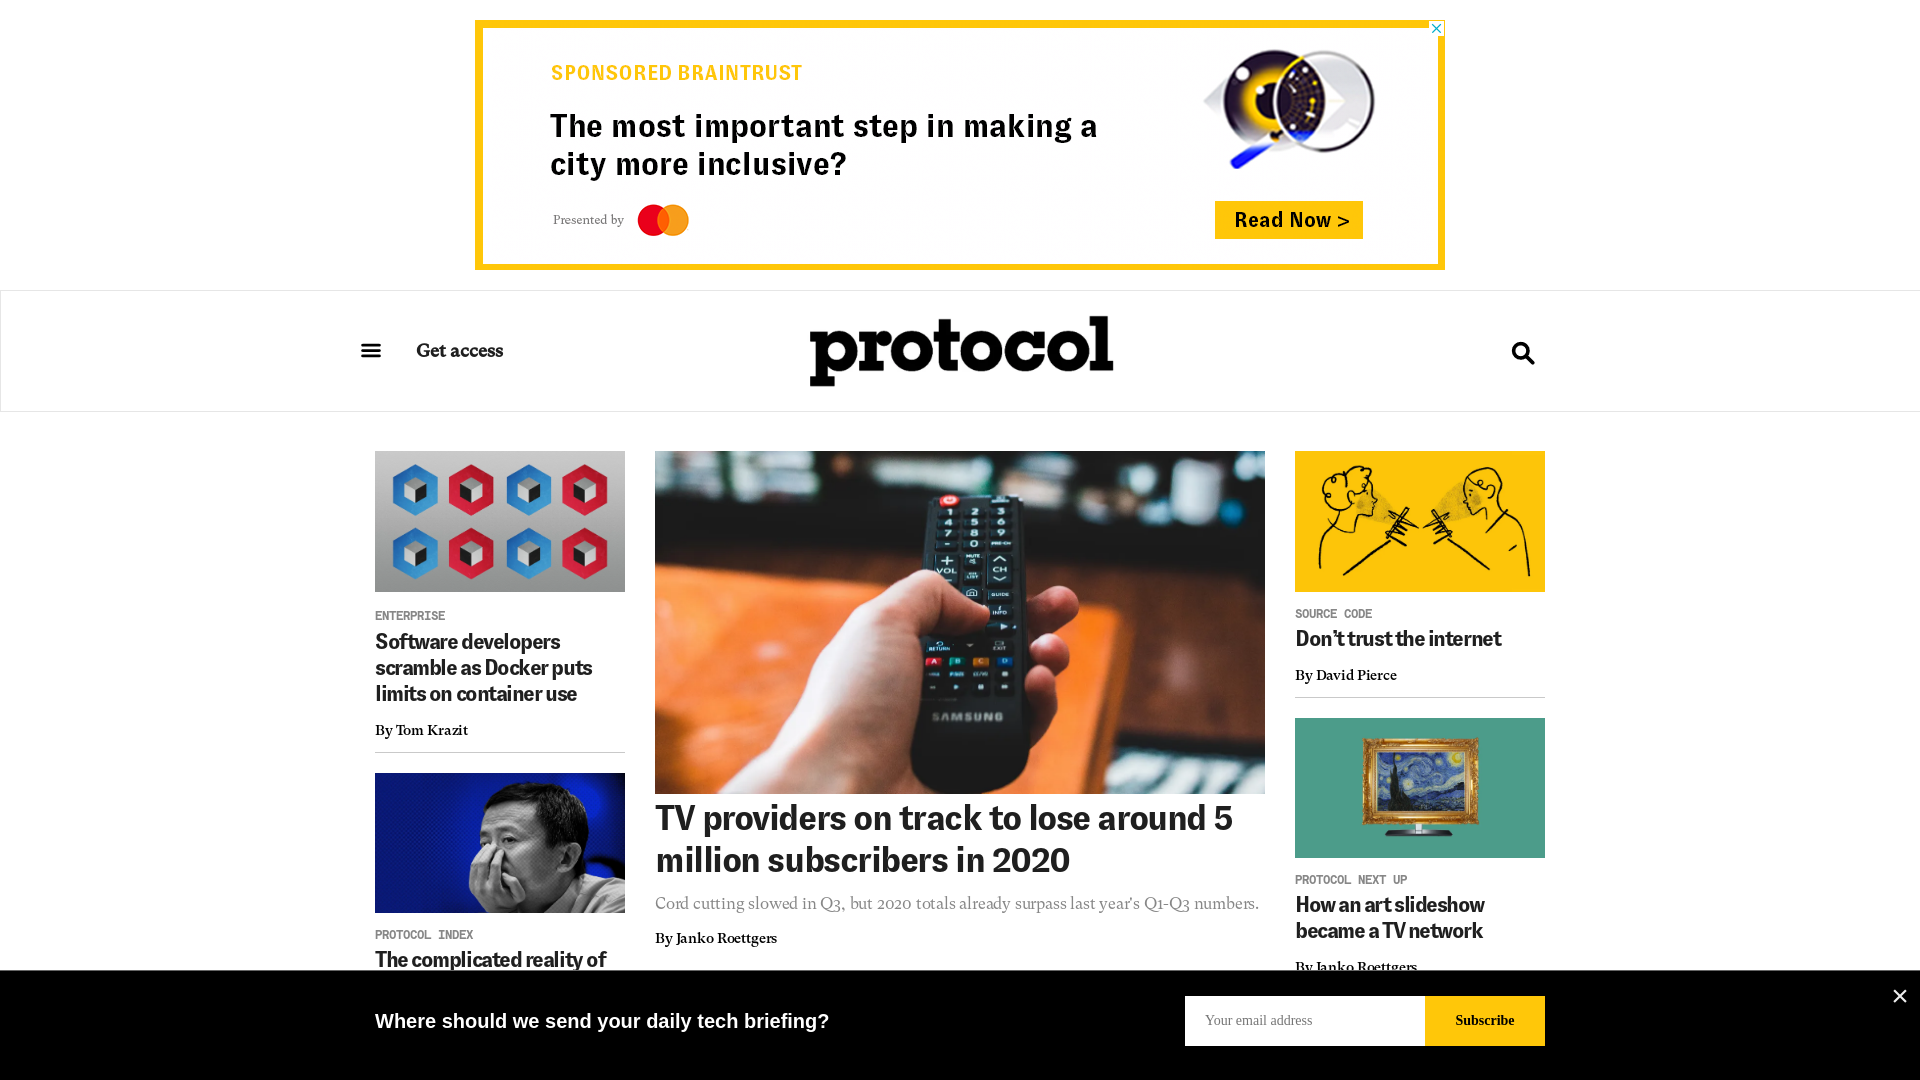 SPONSORED BRAINTRUST
The most important step in making a
city more inclusive?
Presented by
Read Now >
Get access
protocol
ENTERPRISE
Software developers
scramble as Docker puts
limits on container use
By Tom Krazit
PROTOCOL INDEX
The complicated reality of
SAMSUNG
TV providers on track to lose around 5
million subscribers in 2020
Cord cutting slowed in Q3, but 2020 totals already surpass last year's Q1-Q3 numbers.
By Janko Roettgers
SOURCE CODE
Don’t trust the internet
By David Pierce
PROTOCOL NEXT UP
How an art slideshow
became a TV network
By Janko Roettgers
Where should we send your daily tech briefing?
Your email address
Subscribe